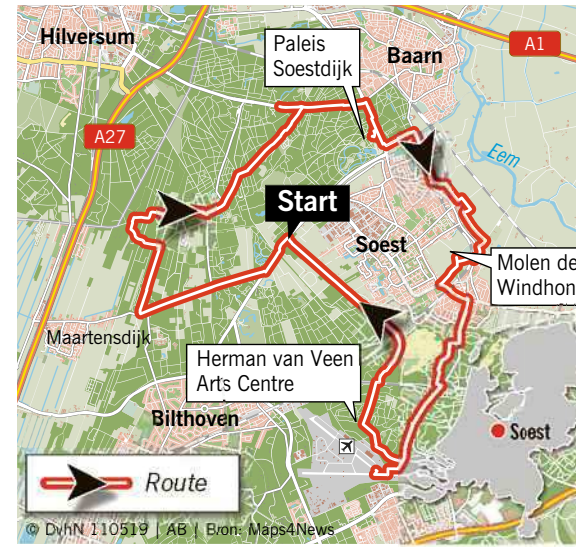 Hilversum
Paleis
Soestdijk
Baarn
A1
A27
Eem
Start
Soest
Molen de
Windhon
Maartensdijk
Herman van Veen
Arts Centre
Bilthoven
Soest
Route
© DvhN 110519 | AB | Bron: Maps4News